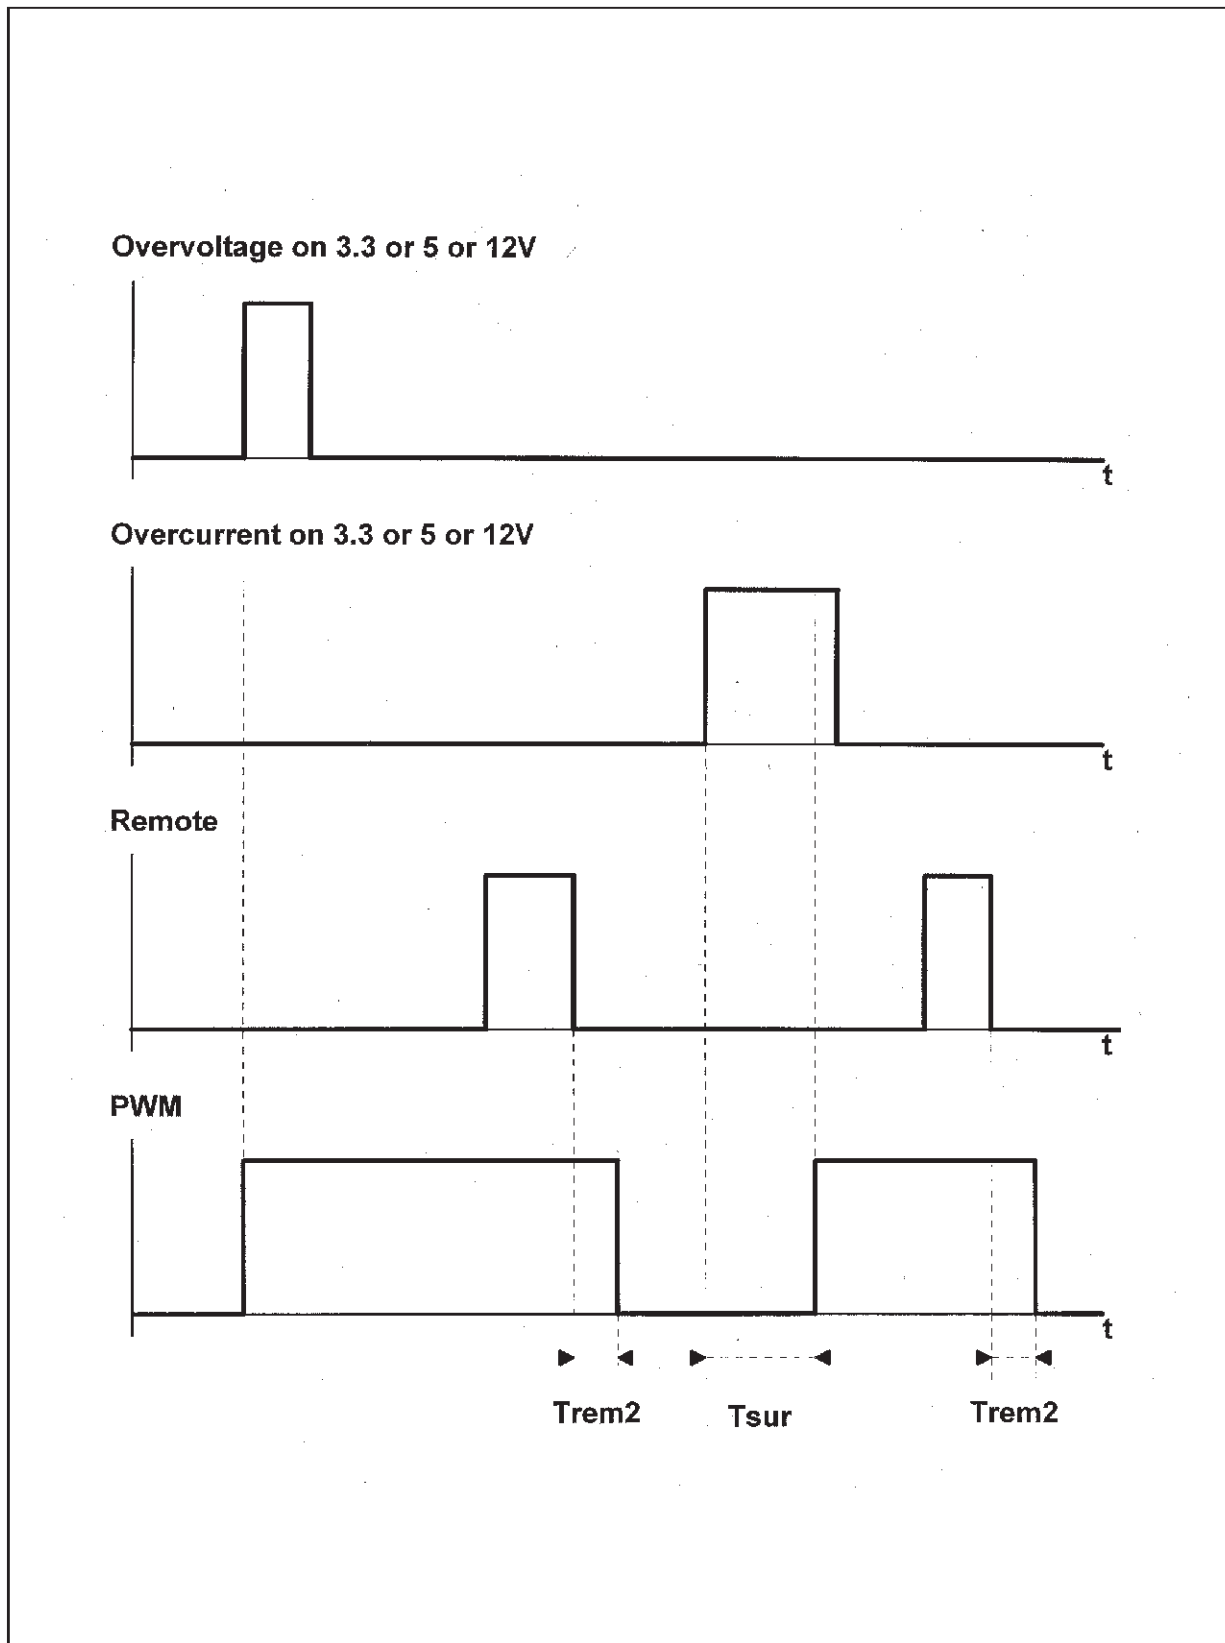 Overvoltage on 3.3 or 5 or 12V
t
Overcurrent on 3.3 or 5 or 12V
t
Remote
t
PWM
t
Trem2 Tsur Trem2